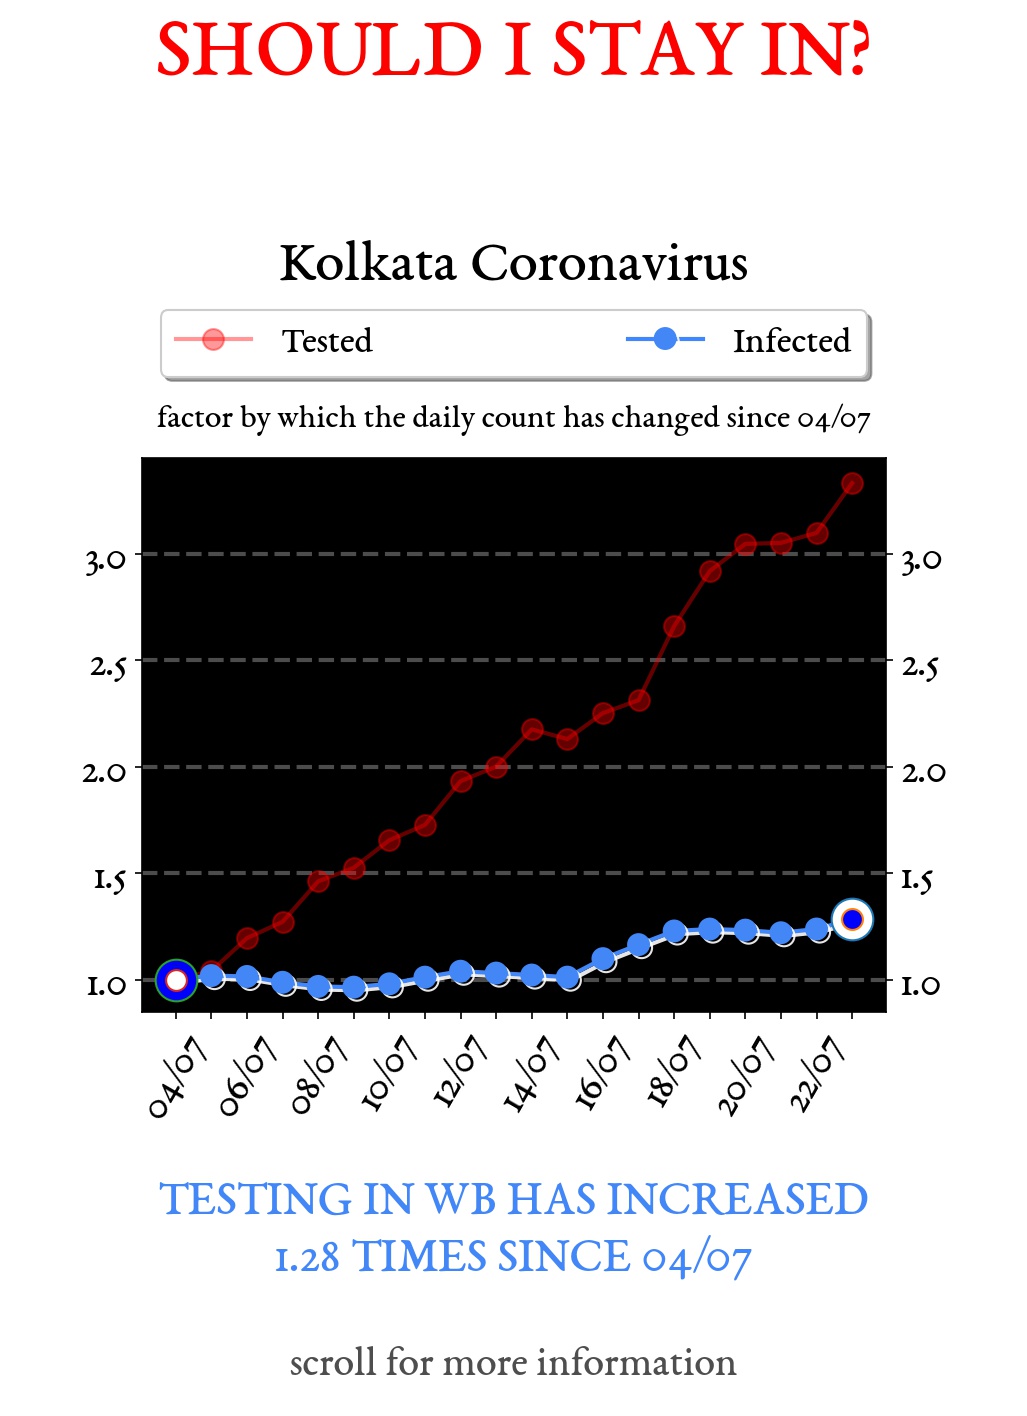 SHOULD I STAY IN?
Kolkata Coronavirus
Tested Infected
factor by which the daily count has changed since 04/07
3.0 3.0
2.5 2.5
2.0 2.0
1.5 1.5
1.0 1.0
04/07 06/07 08/07 10/07 12/07 14/07 16/07 18/07 20/07 22/07
TESTING IN WB HAS INCREASED
1.28 TIMES SINCE 04/07
scroll for more information